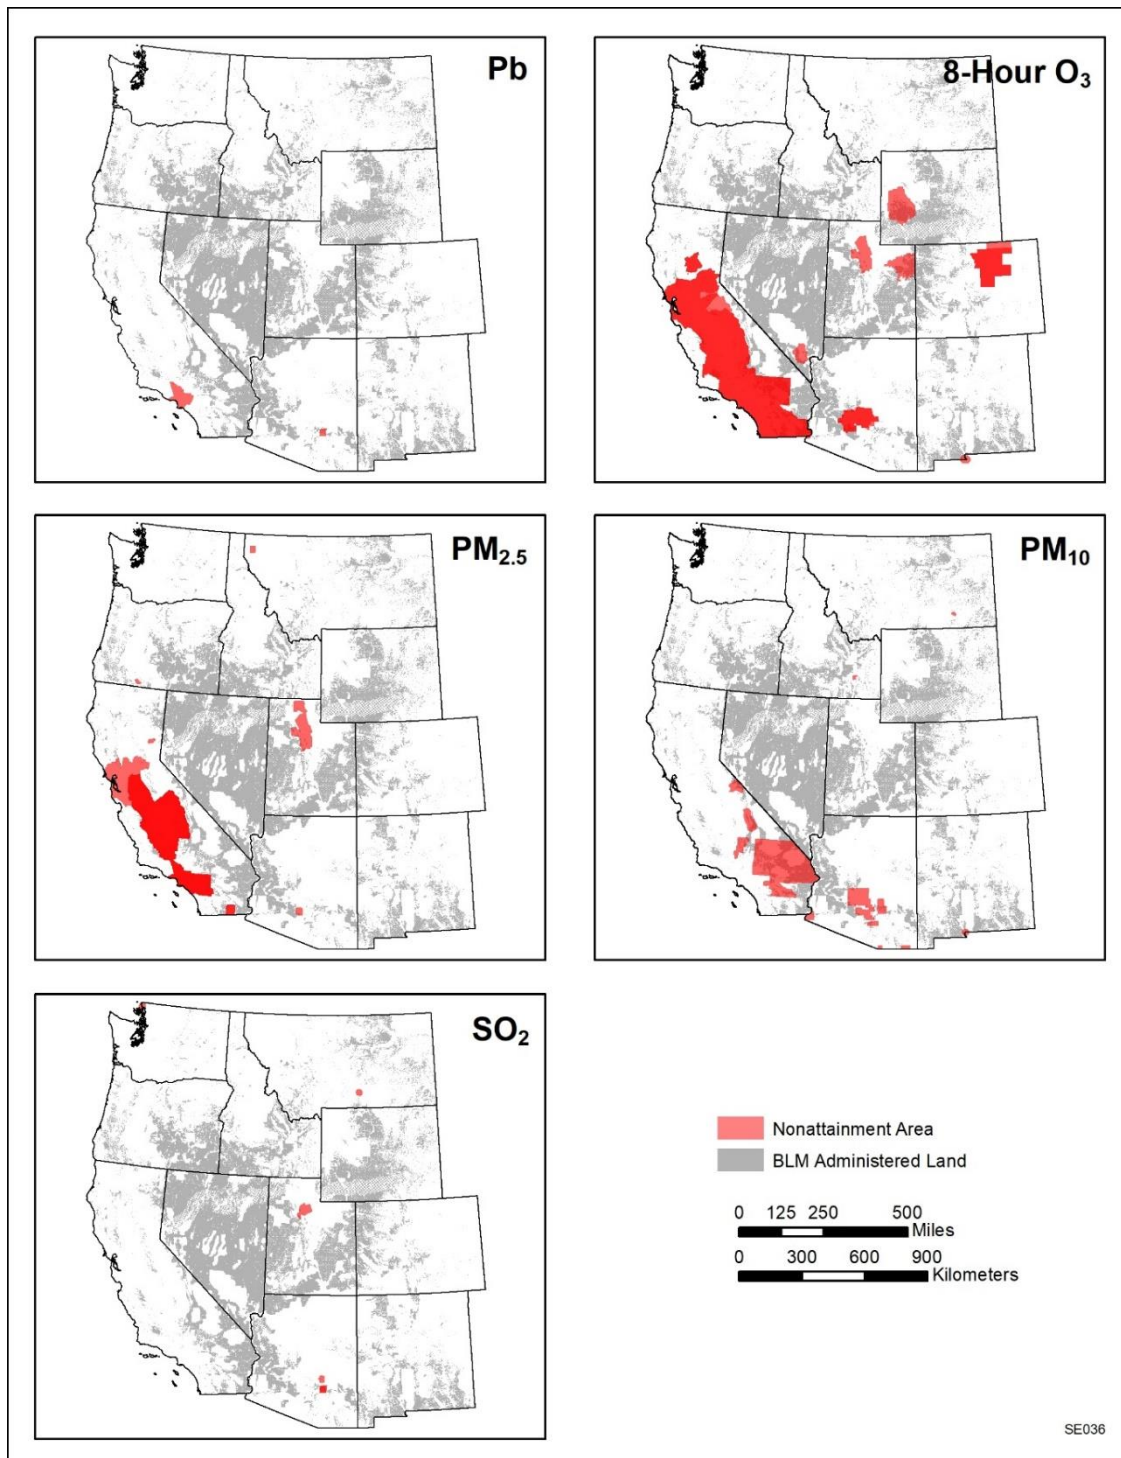 Pb
8-Hour O₃
PM₂.₅
PM₁₀
SO₂
Nonattainment Area
BLM Administered Land
0 125 250 500
Miles
0 300 600 900
Kilometers
SE036